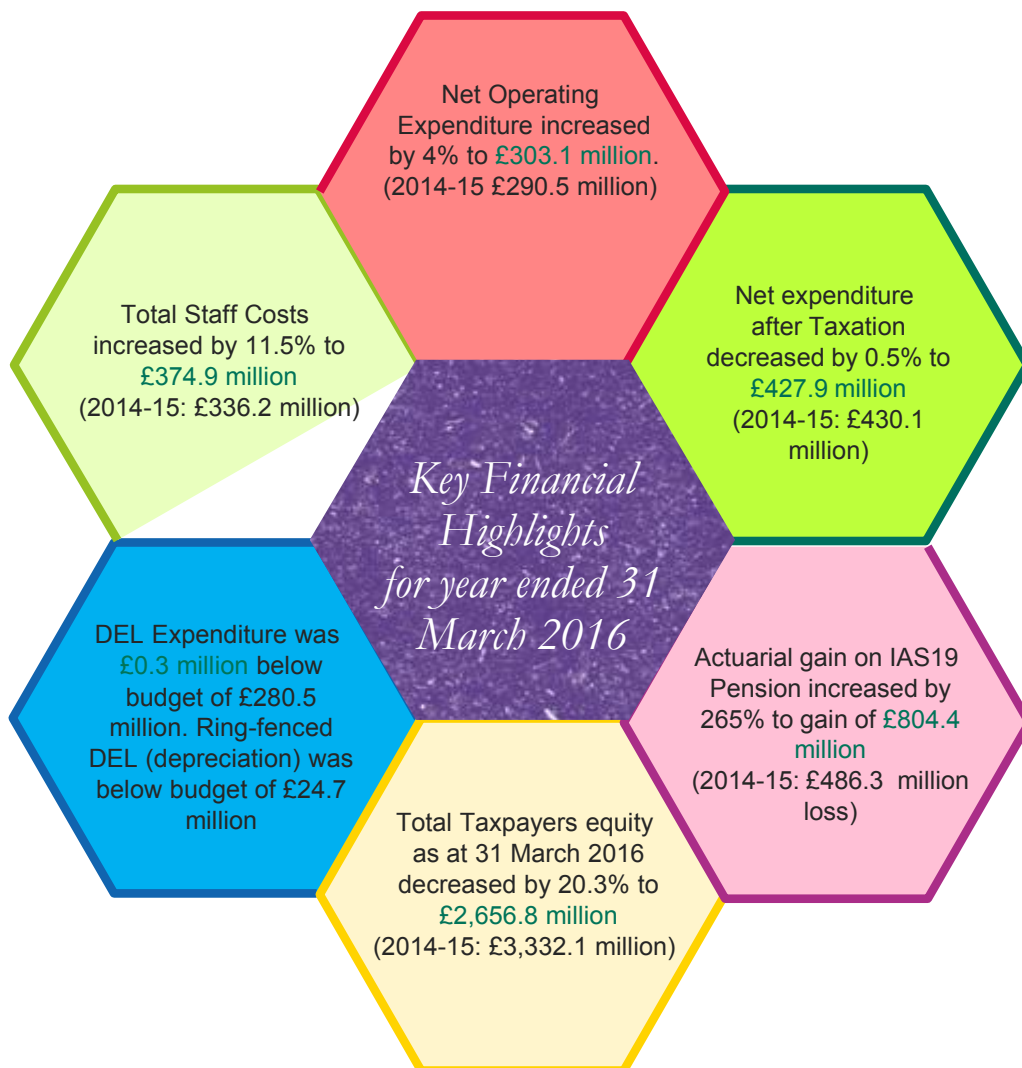 Net Operating
Expenditure increased
by 4% to £303.1 million.
(2014-15 £290.5 million)
Total Staff Costs
increased by 11.5% to
£374.9 million
(2014-15: £336.2 million)
Net expenditure
after Taxation
decreased by 0.5% to
£427.9 million
(2014-15: £430.1
million)
Key Financial
Highlights
for year ended 31
March 2016
DEL Expenditure was
£0.3 million below
budget of £280.5
million. Ring-fenced
DEL (depreciation) was
below budget of £24.7
million
Actuarial gain on IAS19
Pension increased by
265% to gain of £804.4
million
(2014-15: £486.3 million
loss)
Total Taxpayers equity
as at 31 March 2016
decreased by 20.3% to
£2,656.8 million
(2014-15: £3,332.1 million)